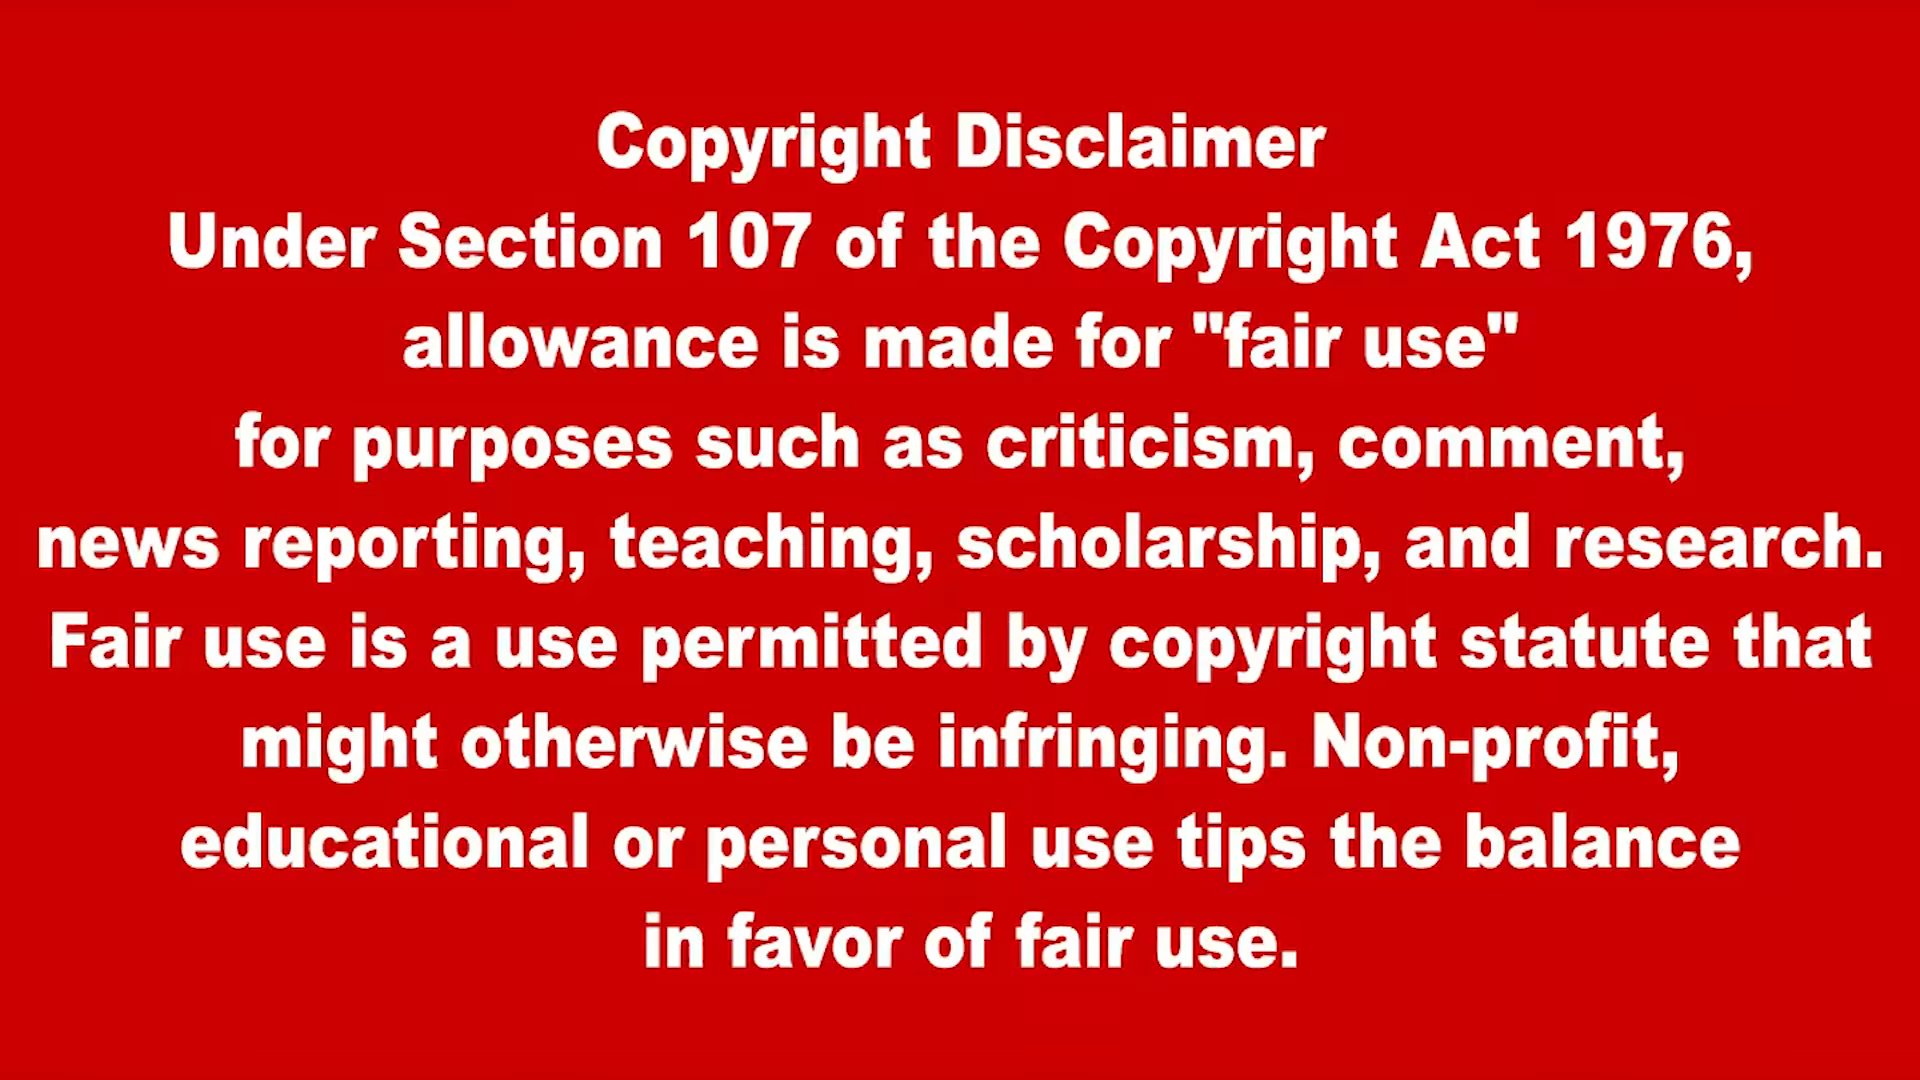 Copyright Disclaimer
Under Section 107 of the Copyright Act 1976,
allowance is made for "fair use"
for purposes such as criticism, comment,
news reporting, teaching, scholarship, and research.
Fair use is a use permitted by copyright statute that
might otherwise be infringing. Non-profit,
educational or personal use tips the balance
in favor of fair use.